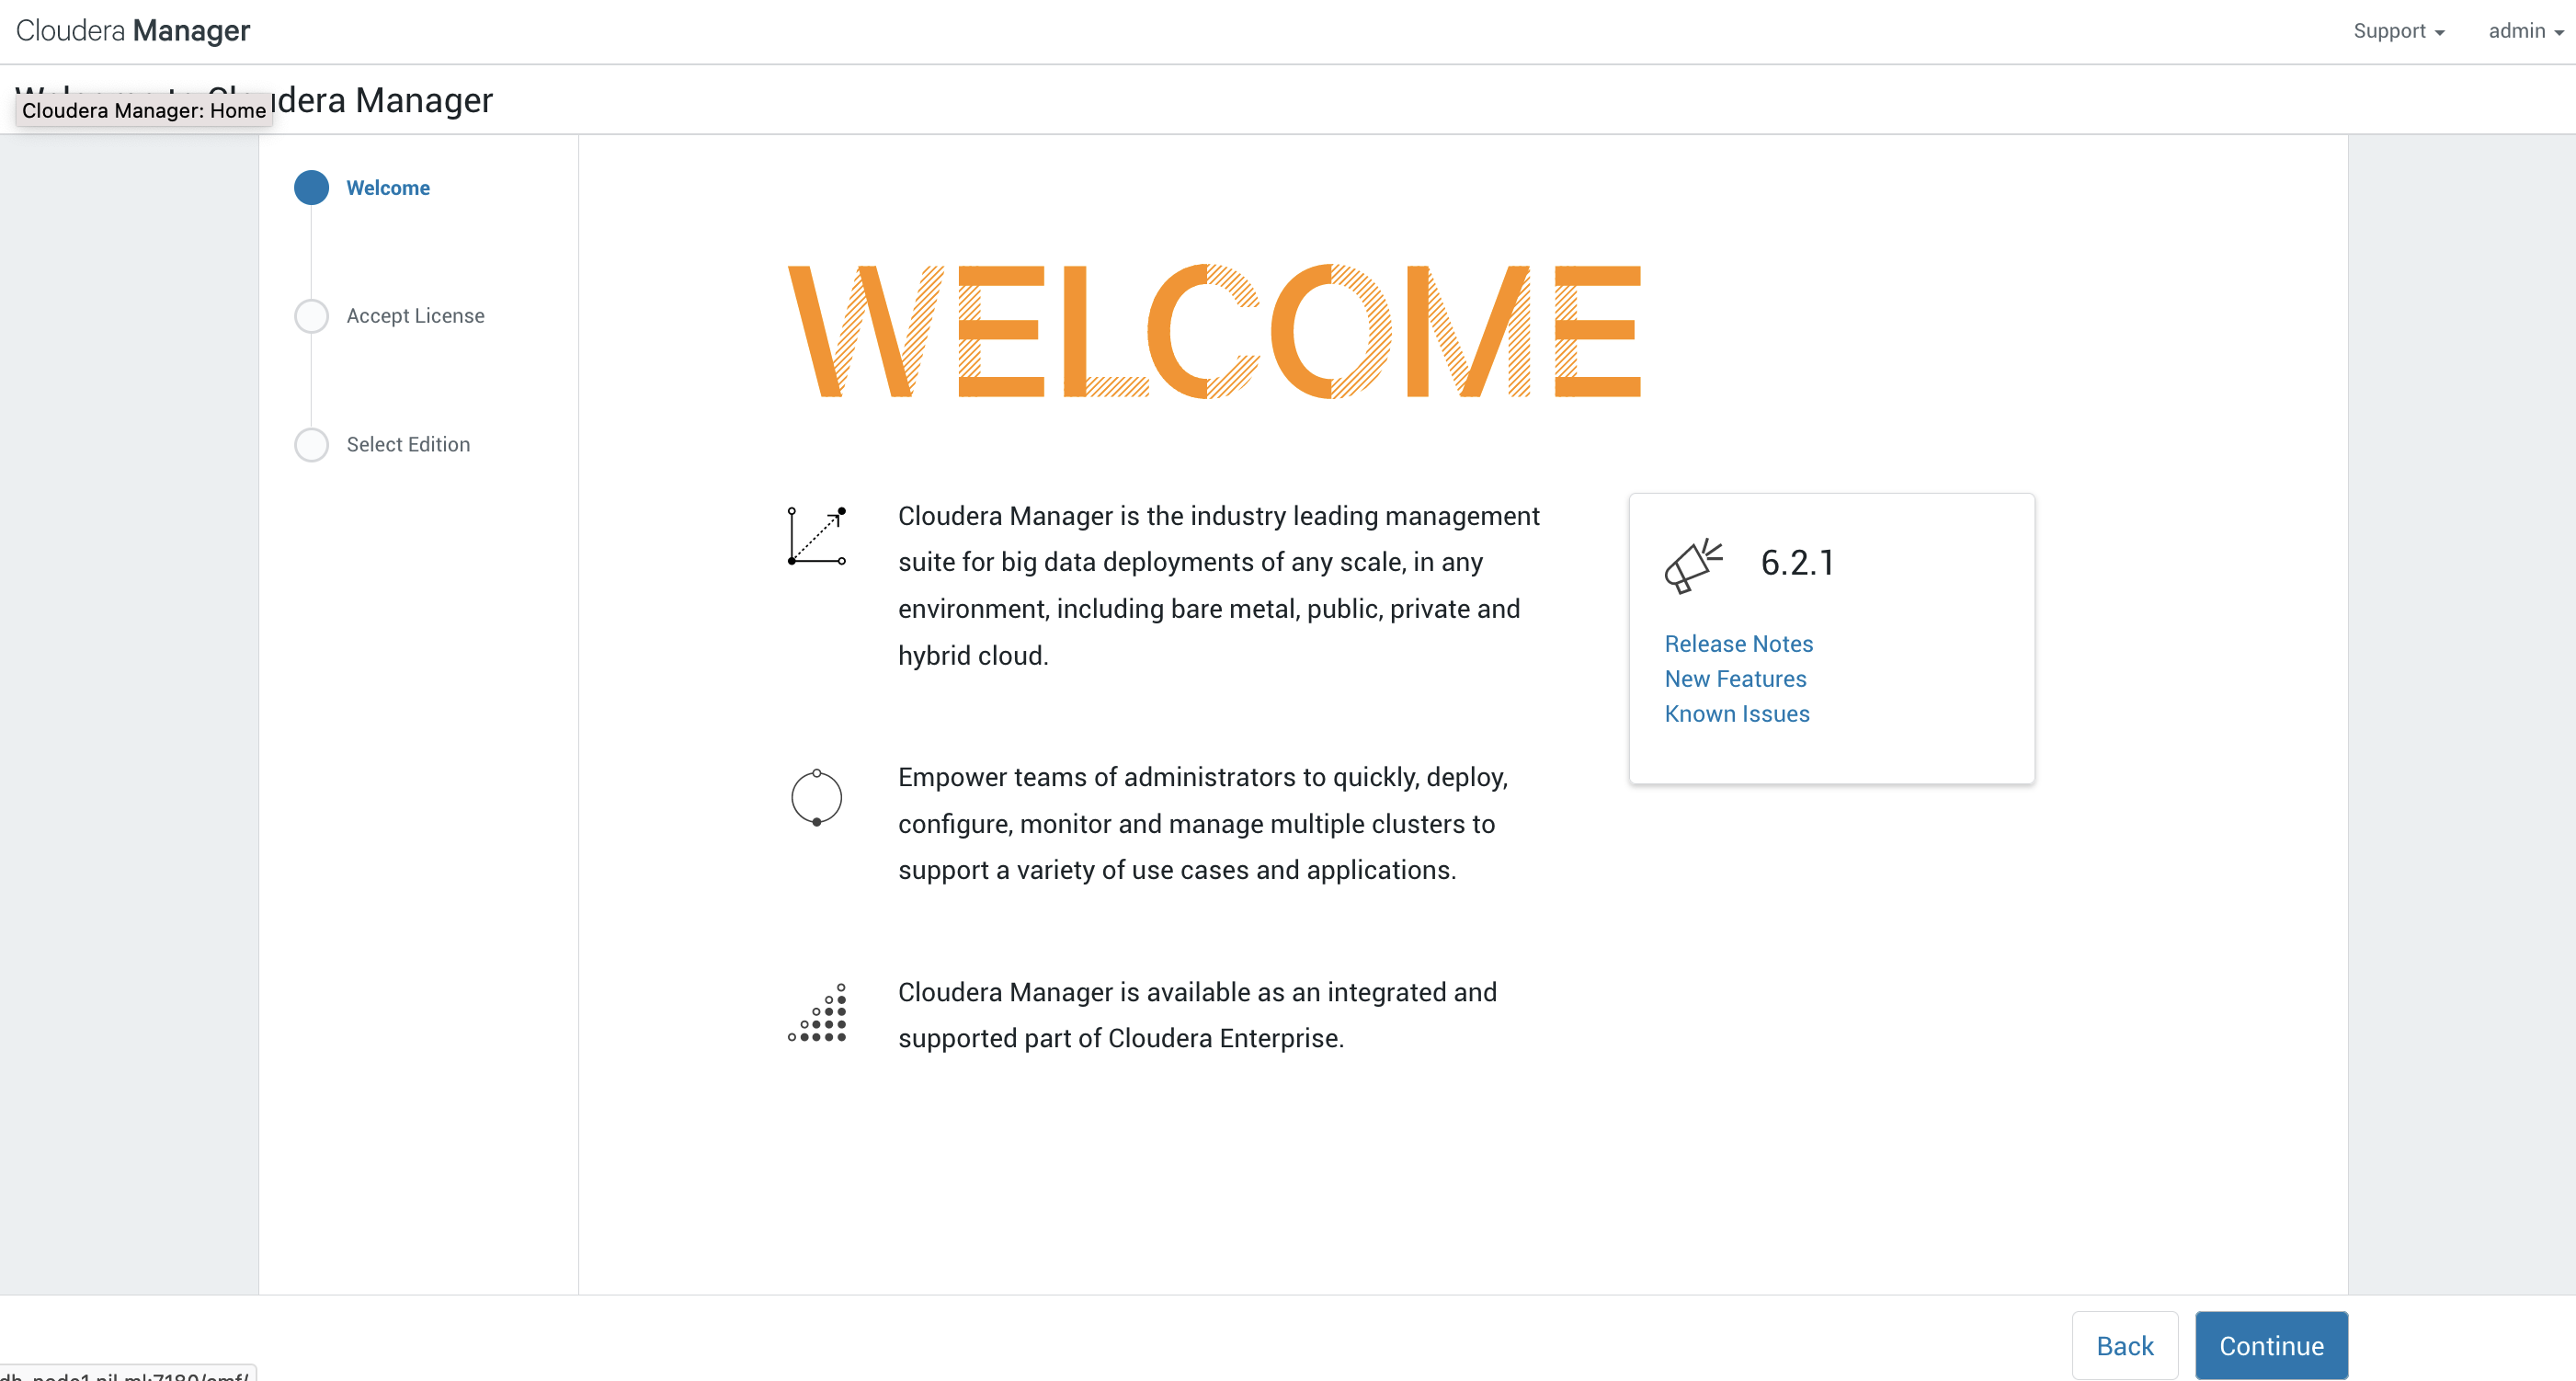 Cloudera Manager
Support
admin
Cloudera Manager
Cloudera Manager: Home
Welcome
Accept License
Select Edition
WELCOME
Cloudera Manager is the industry leading management
suite for big data deployments of any scale, in any
environment, including bare metal, public, private and
hybrid cloud.
6.2.1
Release Notes
New Features
Known Issues
Empower teams of administrators to quickly, deploy,
configure, monitor and manage multiple clusters to
support a variety of use cases and applications.
Cloudera Manager is available as an integrated and
supported part of Cloudera Enterprise.
Back
Continue